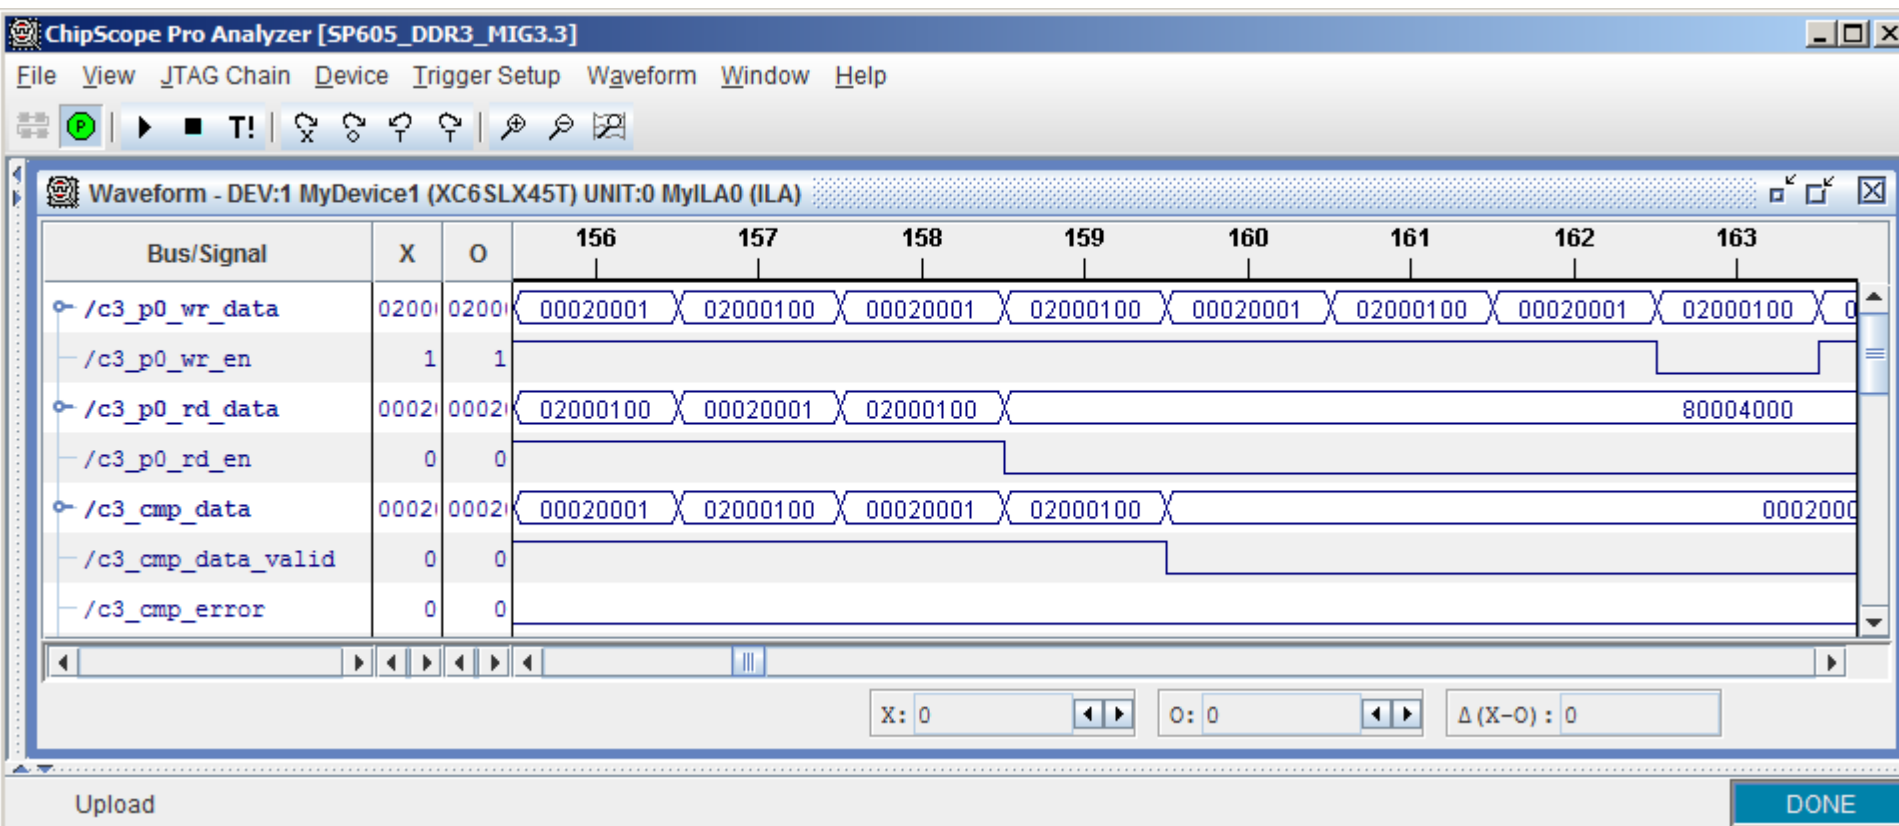 ChipScope Pro Analyzer [SP605_DDR3_MIG3.3]
File View JTAG Chain Device Trigger Setup Waveform Window Help
P T! X O T T
Waveform - DEV:1 MyDevice1 (XC6SLX45T) UNIT:0 MyILA0 (ILA)
Bus/Signal X O 156 157 158 159 160 161 162 163
/c3_p0_wr_data 0200 0200 00020001 02000100 00020001 02000100 00020001 02000100 00020001 02000100 0
/c3_p0_wr_en 1 1
/c3_p0_rd_data 0002 0002 02000100 00020001 02000100 80004000
/c3_p0_rd_en 0 0
/c3_cmp_data 0002 0002 00020001 02000100 00020001 02000100 0002000
/c3_cmp_data_valid 0 0
/c3_cmp_error 0 0
X: 0 O: 0 Δ(X-O): 0
Upload DONE